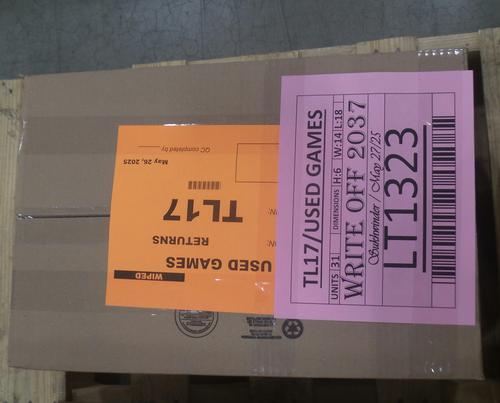 TL17/USED GAMES
UNITS 31 DIMENSIONS H:6 W:14 L:18
WRITE OFF 2037
Sukhwinder / May 27/25
LT1323
WIPED
USED GAMES
RETURNS
TL17
May 26, 2025
QC completed by